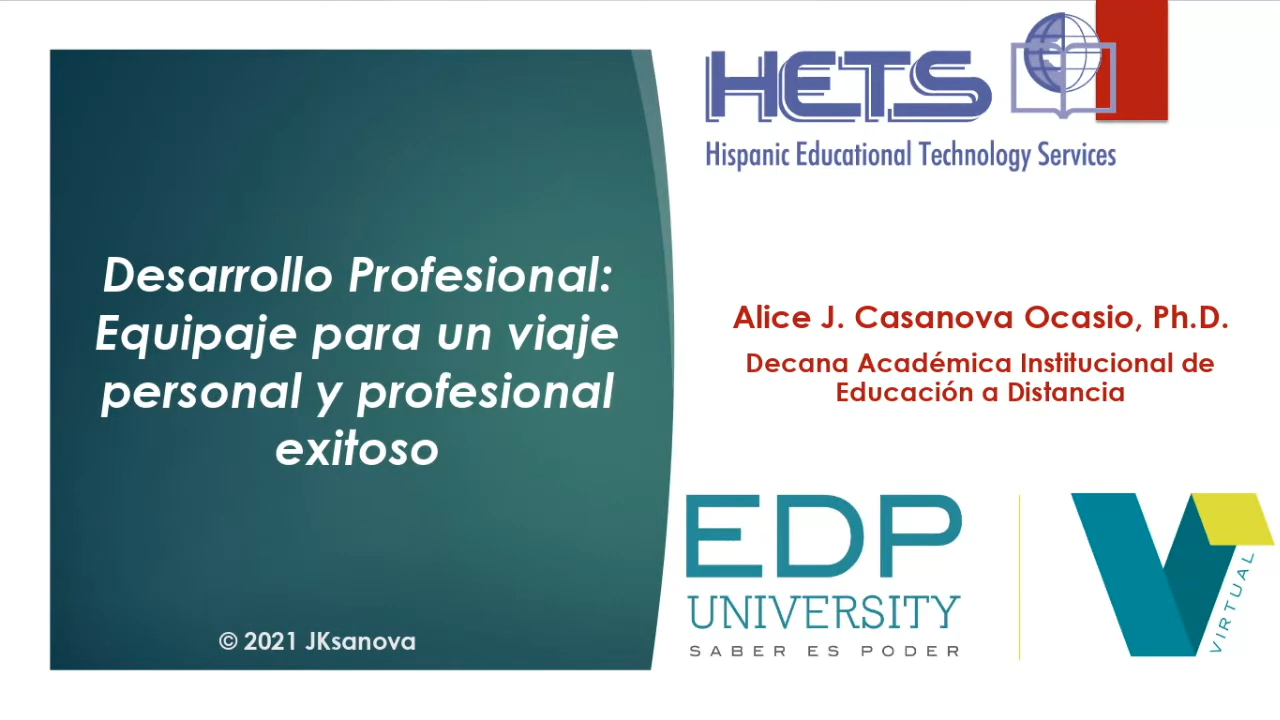 Desarrollo Profesional:
Equipaje para un viaje
personal y profesional
exitoso
© 2021 JKsanova
HETS
Hispanic Educational Technology Services
Alice J. Casanova Ocasio, Ph.D.
Decana Académica Institucional de
Educación a Distancia
EDP
UNIVERSITY
SABER ES PODER
V
VIRTUAL